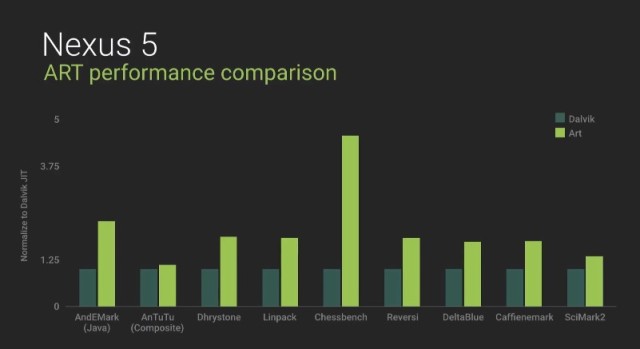 Nexus 5
ART performance comparison
Dalvik
Art
5
3.75
1.25
0
Normalize to Dalvik JIT
AndEMark
(Java)
AnTuTu
(Composite)
Dhrystone
Linpack
Chessbench
Reversi
DeltaBlue
Caffienemark
SciMark2